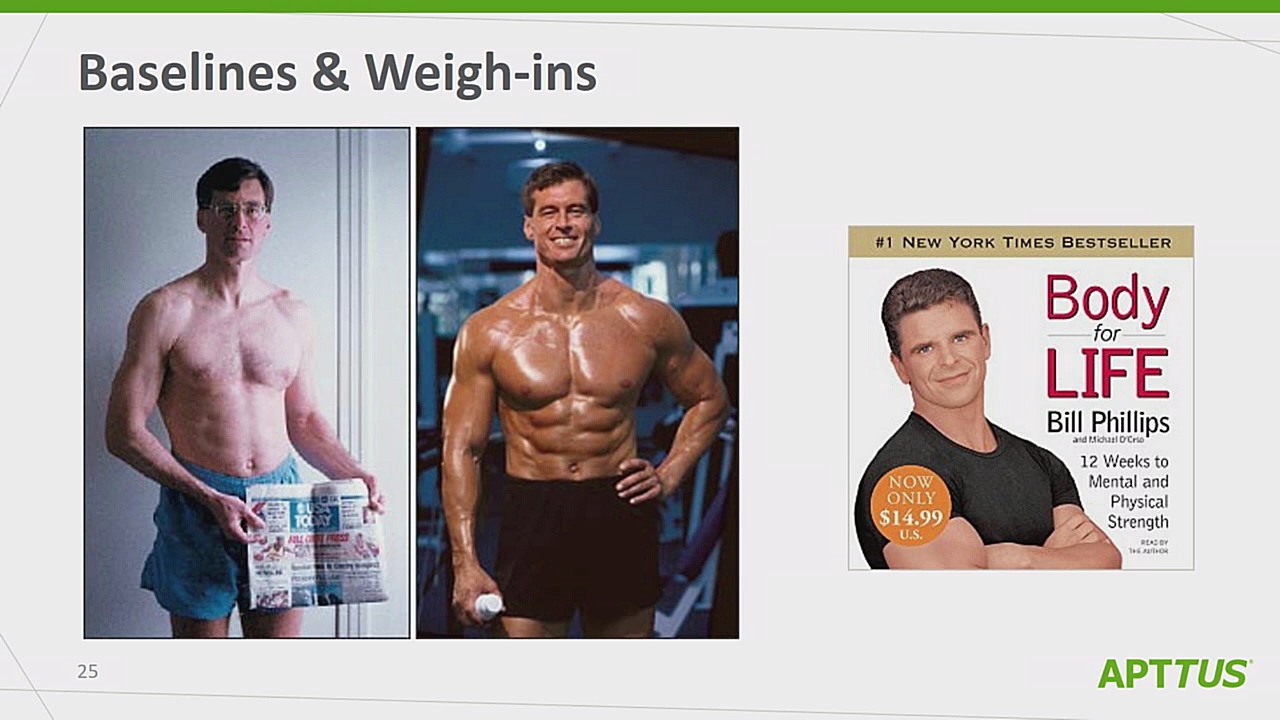 Baselines & Weigh-ins
USA
TODAY
#1 NEW YORK TIMES BESTSELLER
Body
for
LIFE
Bill Phillips
and Michael D'Orso
12 Weeks to
Mental and
Physical
Strength
READ BY
THE AUTHOR
NOW
ONLY
$14.99
U.S.
25
APTTUS